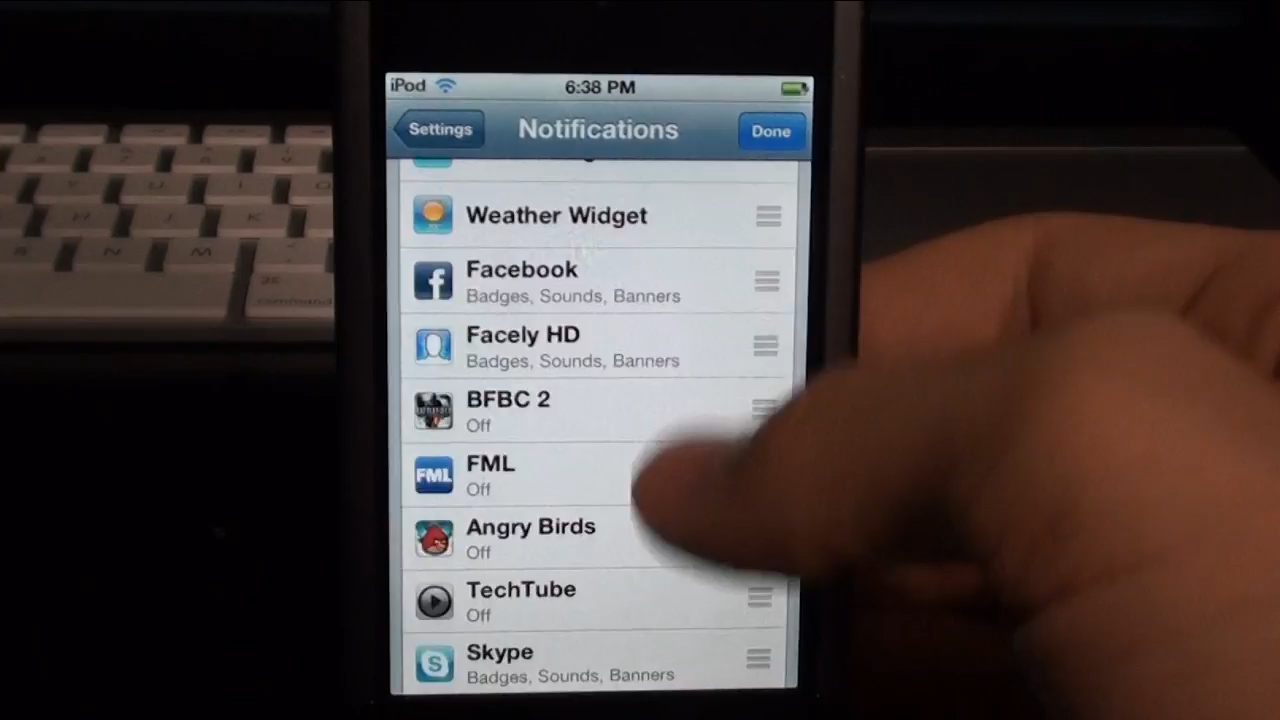 iPod
6:38 PM
Settings
Notifications
Done
Weather Widget
Facebook
Badges, Sounds, Banners
Facely HD
Badges, Sounds, Banners
BFBC 2
Off
FML
FML
Off
Angry Birds
Off
TechTube
Off
Skype
Badges, Sounds, Banners
command